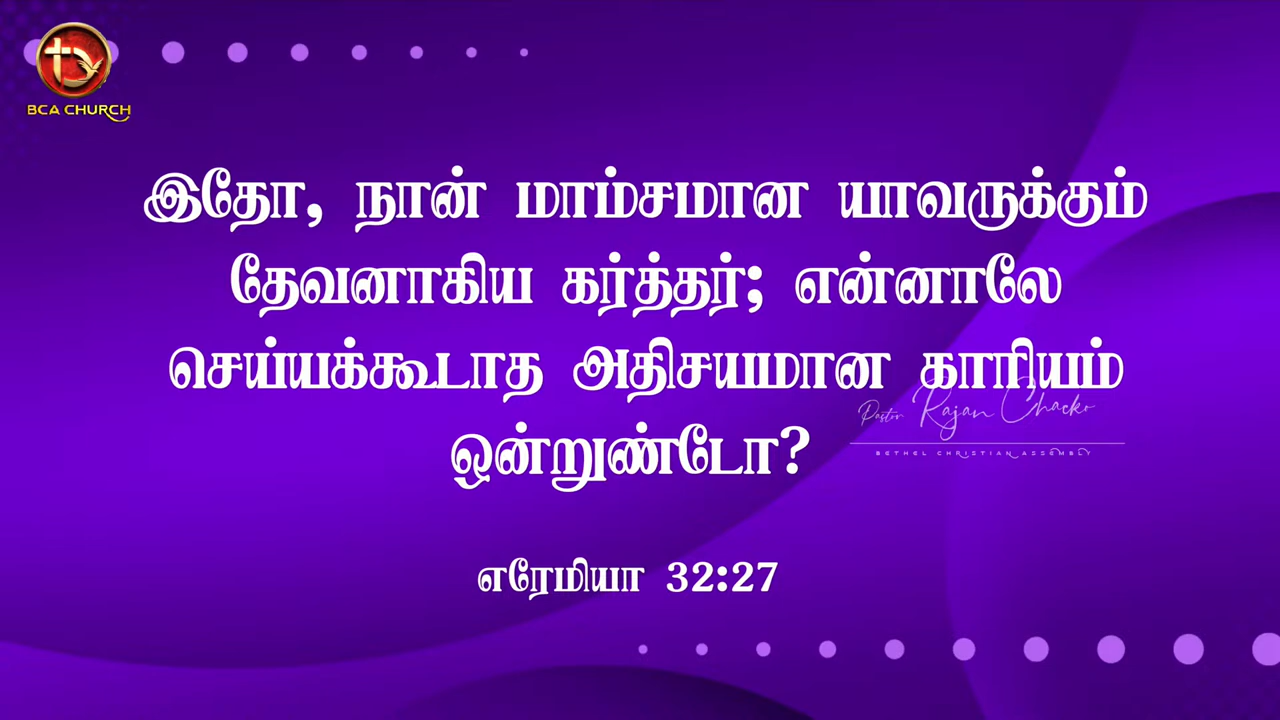 BCA CHURCH
இதோ, நான் மாம்சமான யாவருக்கும்
தேவனாகிய கர்த்தர்; என்னாலே
செய்யக்கூடாத அதிசயமான காரியம்
Pastor. Rajan Chacko
ஒன்றுண்டோ?
BETHEL CHRISTIAN ASSEMBLY
எரேமியா 32:27